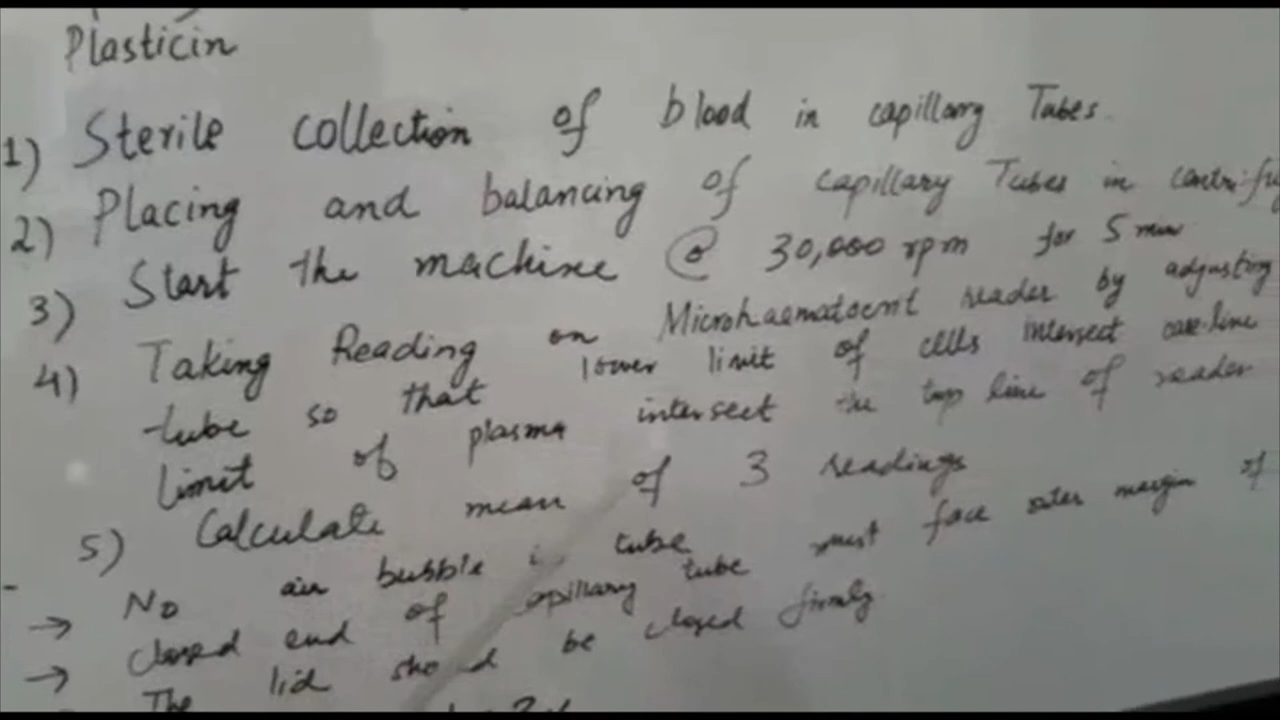 Plasticin
1) Sterile collection of blood in capillary Tubes.
2) Placing and balancing of capillary Tubes in centrifug
3) Start the machine @ 30,000 rpm for 5 min
4) Taking Reading on Microhaematocrit reader by adjusting
tube so that lower limit of cells intersect
limit of plasma intersect the top line of reader
5) Calculate mean of 3 readings
→ No air bubble in tube
→ closed end of capillary tube must face outer margin of
The lid should be closed firmly